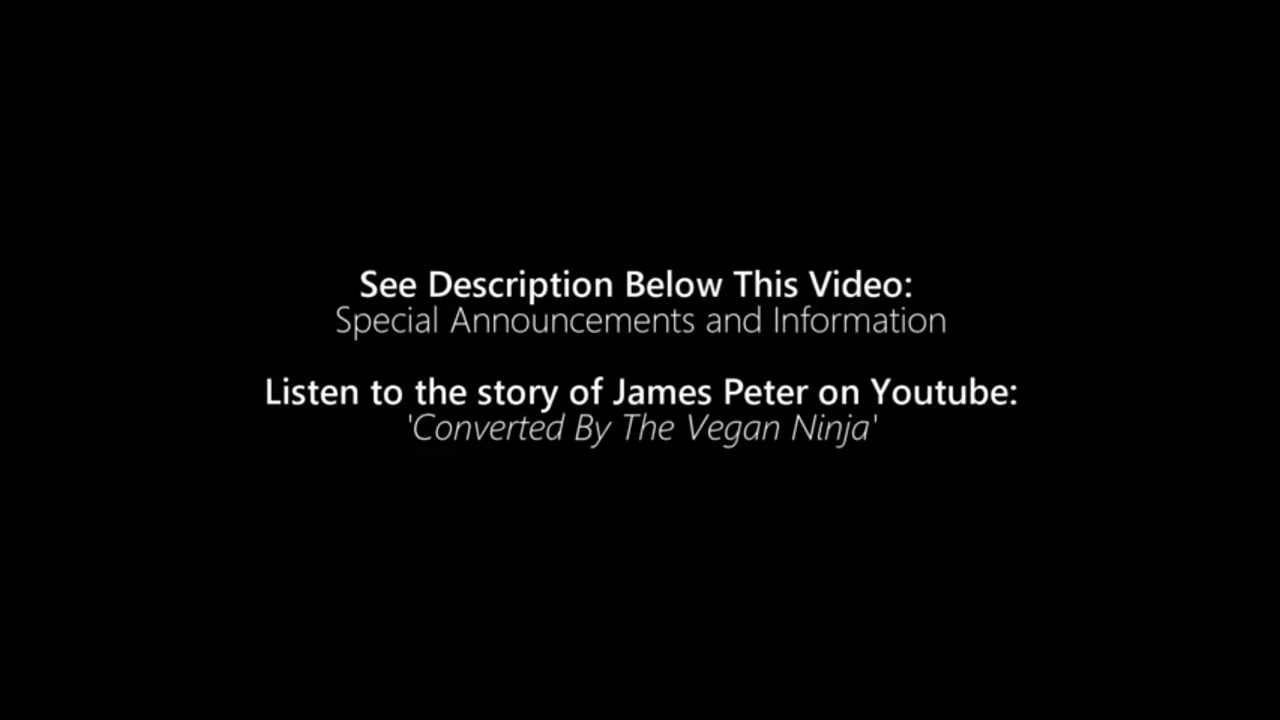 See Description Below This Video:
Special Announcements and Information
Listen to the story of James Peter on Youtube:
'Converted By The Vegan Ninja'